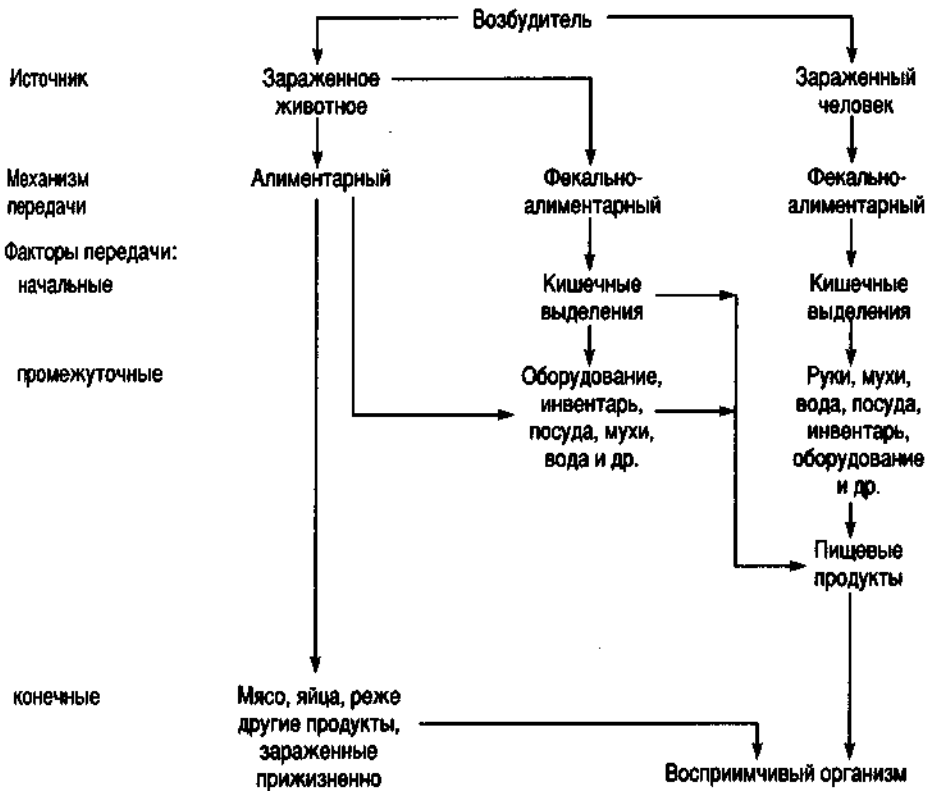 Возбудитель
Источник
Зараженное
животное
Зараженный
человек
Механизм
передачи
Алиментарный
Фекально-
алиментарный
Фекально-
алиментарный
Факторы передачи:
начальные
Кишечные
выделения
Кишечные
выделения
промежуточные
Оборудование,
инвентарь,
посуда, мухи,
вода и др.
Руки, мухи,
вода, посуда,
инвентарь,
оборудование
и др.
Пищевые
продукты
конечные
Мясо, яйца, реже
другие продукты,
зараженные
прижизненно
Восприимчивый организм